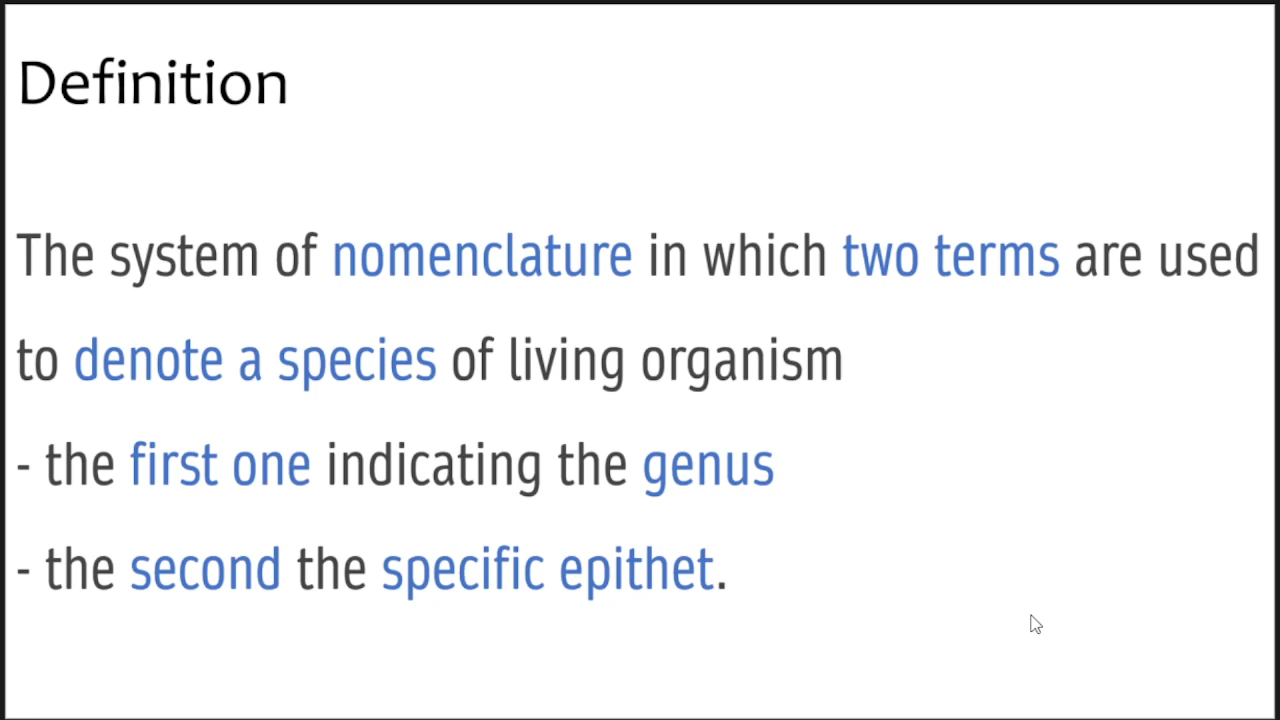 Definition
The system of nomenclature in which two terms are used
to denote a species of living organism
- the first one indicating the genus
- the second the specific epithet.